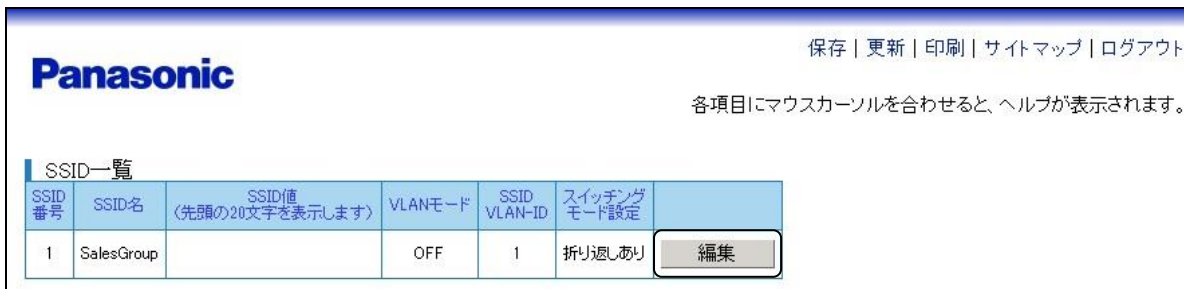 保存 | 更新 | 印刷 | サイトマップ | ログアウト
Panasonic
各項目にマウスカーソルを合わせると、ヘルプが表示されます。
SSID一覧
SSID番号 SSID名 SSID値(先頭の20文字を表示します) VLANモード SSID VLAN-ID スイッチングモード設定
1 SalesGroup OFF 1 折り返しあり 編集